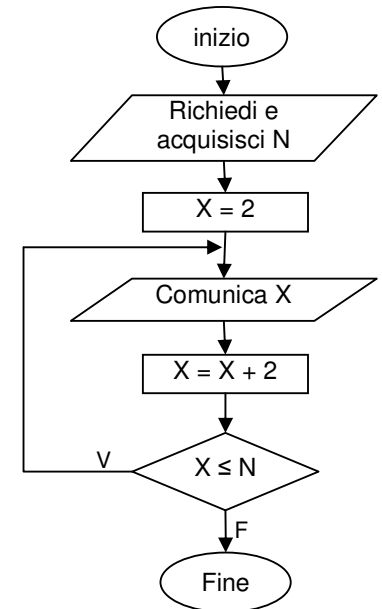 inizio
Richiedi e
acquisisci N
X = 2
Comunica X
X = X + 2
V
X ≤ N
F
Fine